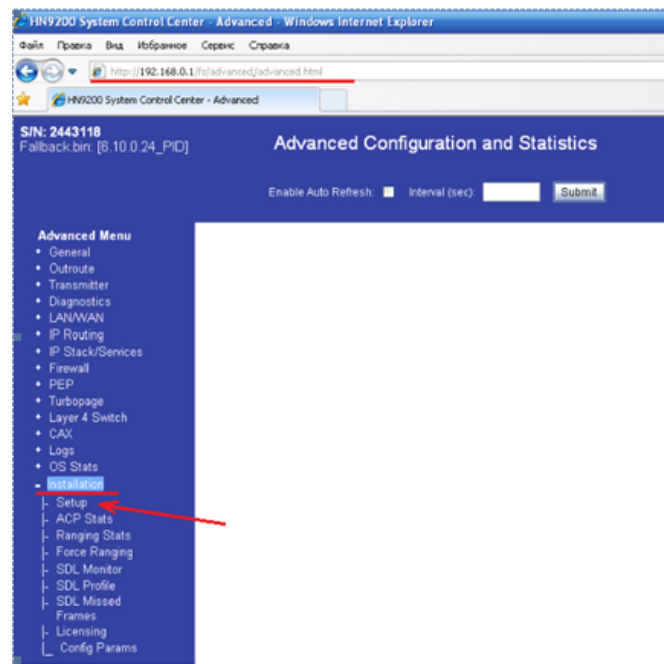 HN9200 System Control Center - Advanced - Windows Internet Explorer
Файл Правка Вид Избранное Сервис Справка
http://192.168.0.1/fs/advanced/advanced.html
HN9200 System Control Center - Advanced
S/N: 2443118
Fallback.bin: [6.10.0.24_PID]
Advanced Configuration and Statistics
Enable Auto Refresh: Interval (sec): Submit
Advanced Menu
General
Outroute
Transmitter
Diagnostics
LAN/WAN
IP Routing
IP Stack/Services
Firewall
PEP
Turbopage
Layer 4 Switch
CAX
Logs
OS Stats
Installation
Setup
ACP Stats
Ranging Stats
Force Ranging
SDL Monitor
SDL Profile
SDL Missed
Frames
Licensing
Config Params